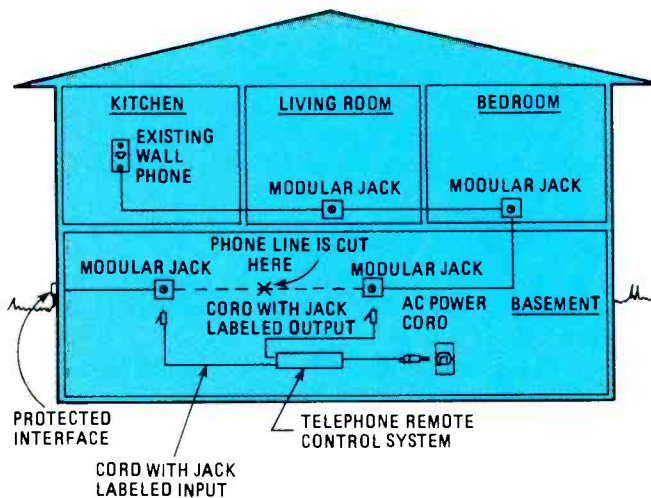 KITCHEN
LIVING ROOM
BEDROOM
EXISTING
WALL
PHONE
MODULAR JACK
MODULAR JACK
PHONE LINE IS CUT
HERE
MODULAR JACK
MODULAR JACK
CORD WITH JACK
LABELED OUTPUT
AC POWER
CORD
BASEMENT
PROTECTED
INTERFACE
TELEPHONE REMOTE
CONTROL SYSTEM
CORD WITH JACK
LABELED INPUT